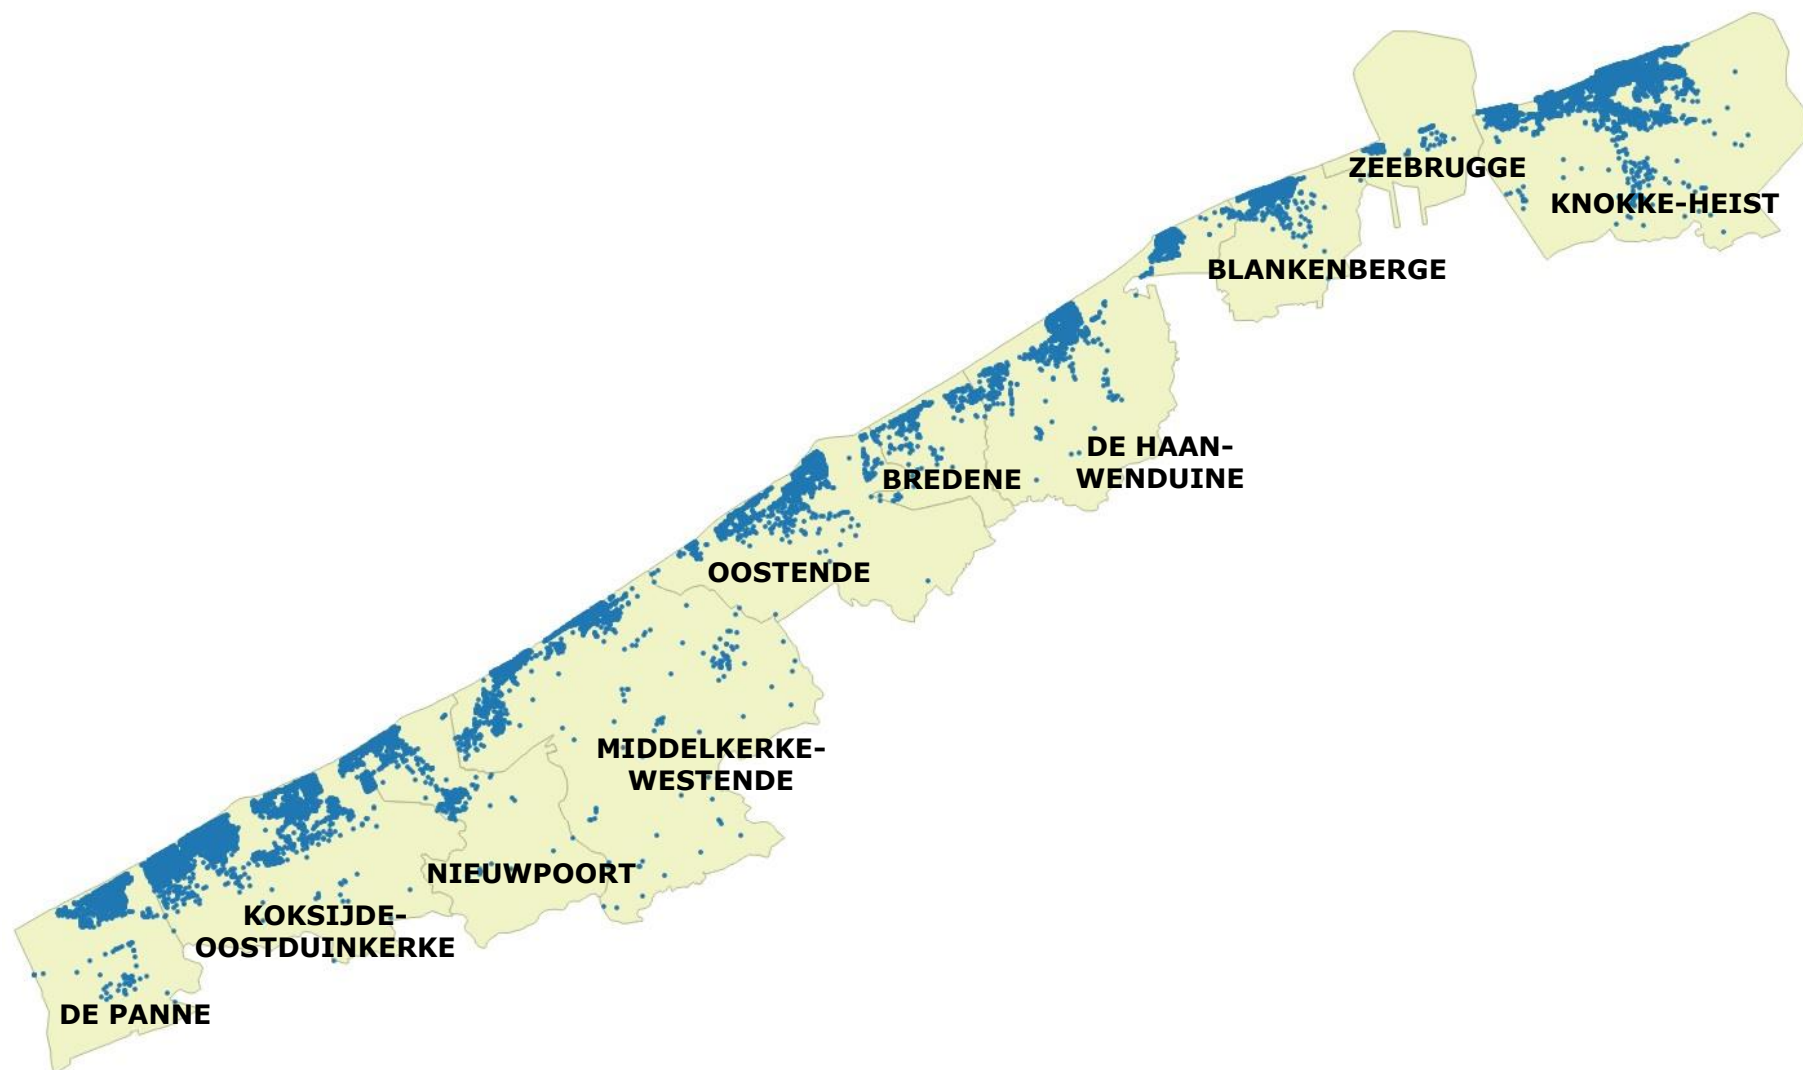 ZEEBRUGGE
KNOKKE-HEIST
BLANKENBERGE
DE HAAN-
WENDUINE
BREDENE
OOSTENDE
MIDDELKERKE-
WESTENDE
NIEUWPOORT
KOKSIJDE-
OOSTDUINKERKE
DE PANNE